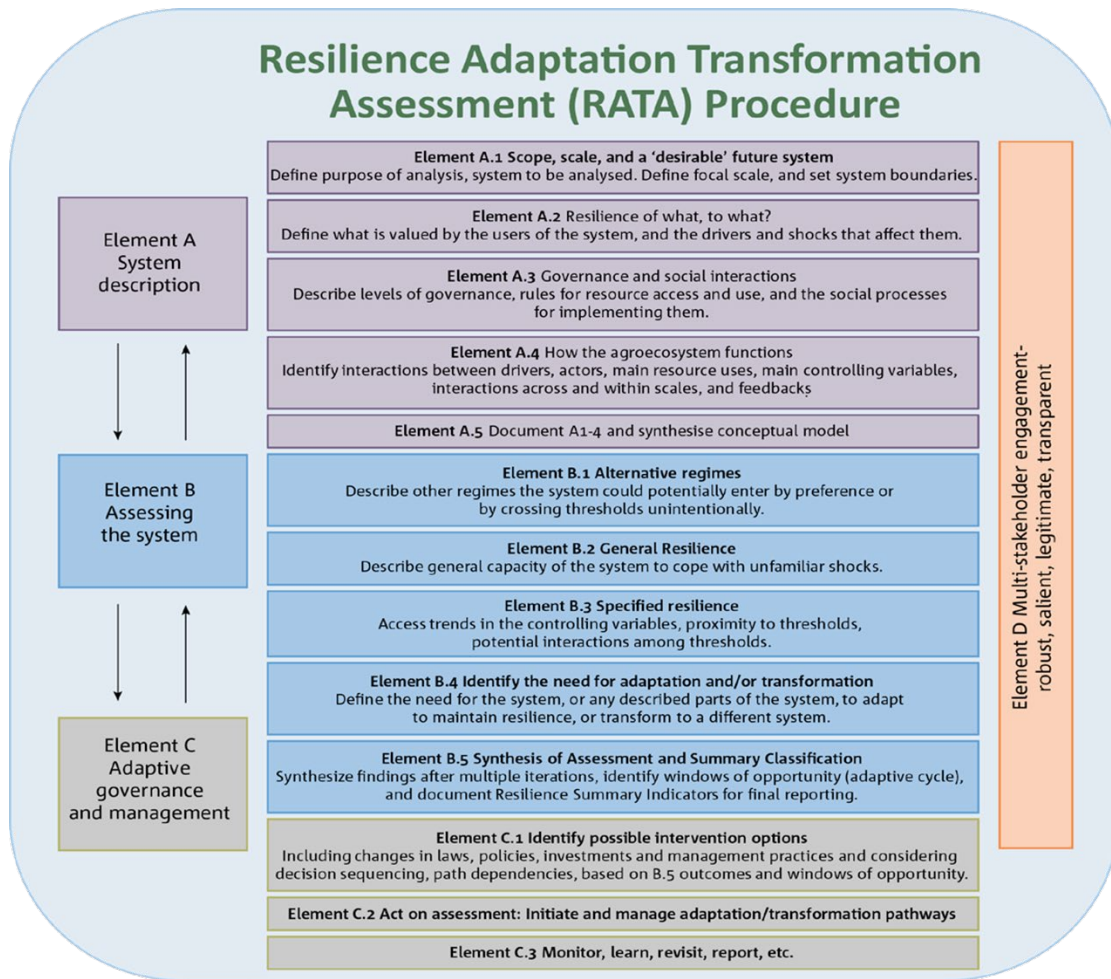 Resilience Adaptation Transformation
Assessment (RATA) Procedure
Element A
System
description
Element B
Assessing
the system
Element C
Adaptive
governance
and management
Element A.1 Scope, scale, and a ‘desirable’ future system
Define purpose of analysis, system to be analysed. Define focal scale, and set system boundaries.
Element A.2 Resilience of what, to what?
Define what is valued by the users of the system, and the drivers and shocks that affect them.
Element A.3 Governance and social interactions
Describe levels of governance, rules for resource access and use, and the social processes
for implementing them.
Element A.4 How the agroecosystem functions
Identify interactions between drivers, actors, main resource uses, main controlling variables,
interactions across and within scales, and feedbacks
Element A.5 Document A1-4 and synthesise conceptual model
Element B.1 Alternative regimes
Describe other regimes the system could potentially enter by preference or
by crossing thresholds unintentionally.
Element B.2 General Resilience
Describe general capacity of the system to cope with unfamiliar shocks.
Element B.3 Specified resilience
Access trends in the controlling variables, proximity to thresholds,
potential interactions among thresholds.
Element B.4 Identify the need for adaptation and/or transformation
Define the need for the system, or any described parts of the system, to adapt
to maintain resilience, or transform to a different system.
Element B.5 Synthesis of Assessment and Summary Classification
Synthesize findings after multiple iterations, identify windows of opportunity (adaptive cycle),
and document Resilience Summary Indicators for final reporting.
Element C.1 Identify possible intervention options
Including changes in laws, policies, investments and management practices and considering
decision sequencing, path dependencies, based on B.5 outcomes and windows of opportunity.
Element C.2 Act on assessment: Initiate and manage adaptation/transformation pathways
Element C.3 Monitor, learn, revisit, report, etc.
Element D Multi-stakeholder engagement-
robust, salient, legitimate, transparent